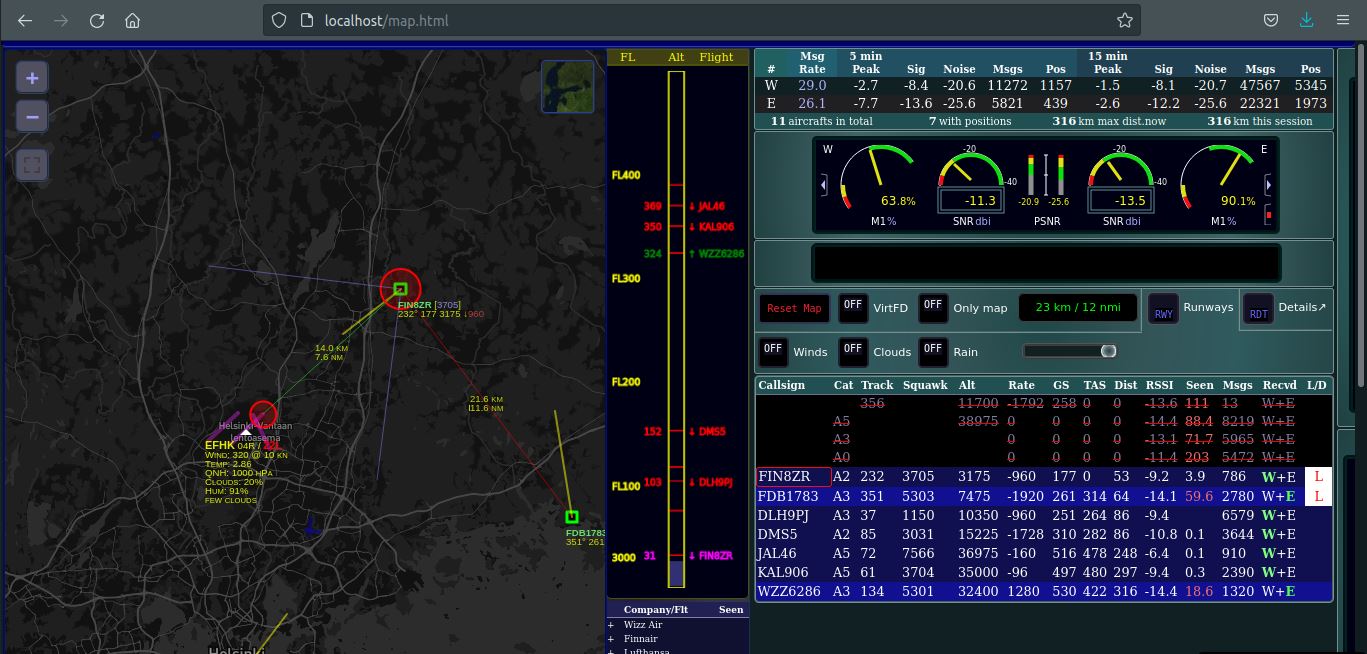 localhost/map.html
+
−
FIN8ZR [3705]
232° 177 3175 ↓960
14.0 KM
7.6 NM
21.6 KM
11.6 NM
Helsinki-Vantaan
lentoasema
EFHK 04R /
WIND: 320 @ 10 KN
TEMP: 2.86
QNH: 1000 HPA
CLOUDS: 20%
HUM: 91%
FEW CLOUDS
FDB1783
351° 261
Helsinki
FL Alt Flight
FL400
369 ↓ JAL46
350 ↓ KAL906
324 ↑ WZZ6286
FL300
FL200
152 ↓ DMS5
103 ↓ DLH9PJ
FL100
3000 31 ↓ FIN8ZR
Company/Flt Seen
+ Wizz Air
+ Finnair
+ Lufthansa
Msg 5 min 15 min
# Rate Peak Sig Noise Msgs Pos Peak Sig Noise Msgs Pos
W 29.0 -2.7 -8.4 -20.6 11272 1157 -1.5 -8.1 -20.7 47567 5345
E 26.1 -7.7 -13.6 -25.6 5821 439 -2.6 -12.2 -25.6 22321 1973
11 aircrafts in total 7 with positions 316 km max dist.now 316 km this session
W -20 -20 E
-40 -40
63.8% -11.3 -20.9 -25.6 -13.5 90.1%
M1% SNR dbi PSNR SNR dbi M1%
Reset Map OFF VirtFD OFF Only map 23 km / 12 nmi RWY Runways RDT Details↗
OFF Winds OFF Clouds OFF Rain
Callsign Cat Track Squawk Alt Rate GS TAS Dist RSSI Seen Msgs Recvd L/D
356 11700 -1792 258 0 0 -13.6 111 13 W+E
A5 38975 0 0 -14.4 88.4 8219 W+E
A3 0 0 0 -13.1 71.7 5965 W+E
A0 0 0 0 -11.4 203 5472 W+E
FIN8ZR A2 232 3705 3175 -960 177 0 53 -9.2 3.9 786 W+E L
FDB1783 A3 351 5303 7475 -1920 261 314 64 -14.1 59.6 2780 W+E L
DLH9PJ A3 37 1150 10350 -960 251 264 86 -9.4 6579 W+E
DMS5 A2 85 3031 15225 -1728 310 282 86 -10.8 0.1 3644 W+E
JAL46 A5 72 7566 36975 -160 516 478 248 -6.4 0.1 910 W+E
KAL906 A5 61 3704 35000 -96 497 480 297 -9.4 0.3 2390 W+E
WZZ6286 A3 134 5301 32400 1280 530 422 316 -14.4 18.6 1320 W+E